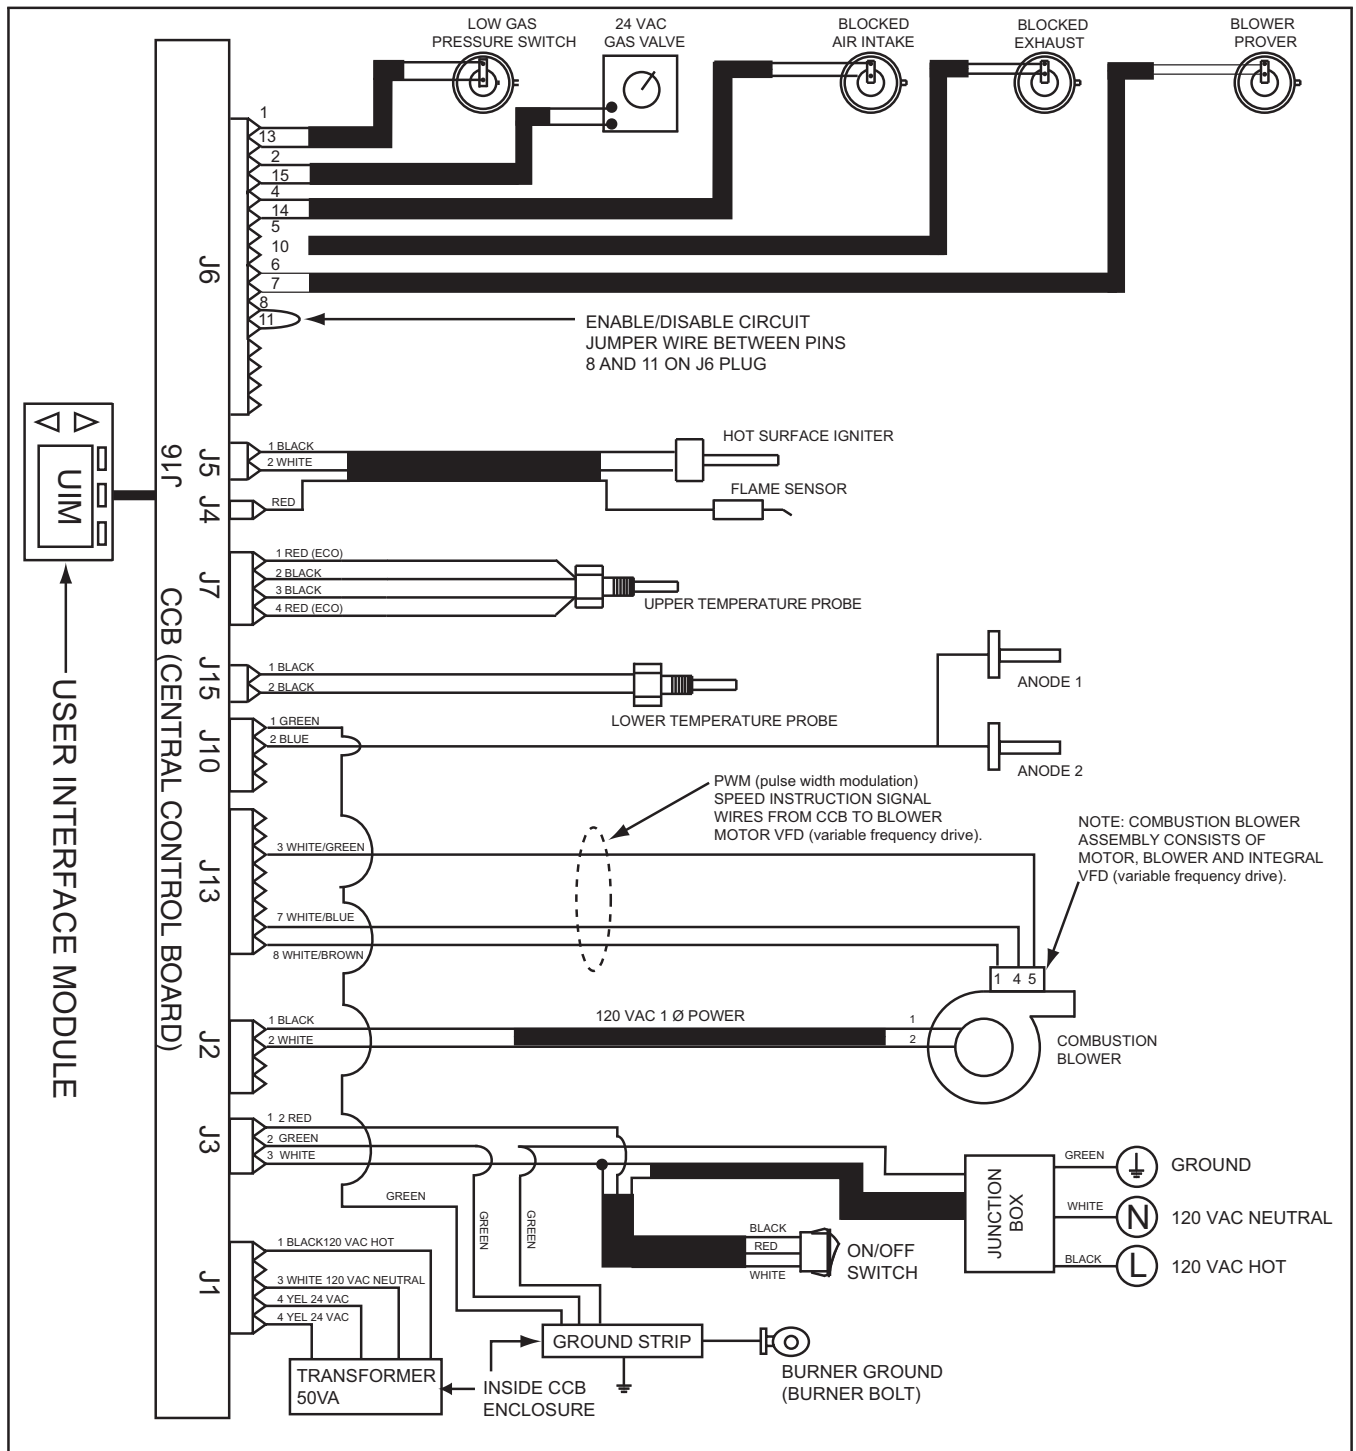 LOW GAS
PRESSURE SWITCH
24 VAC
GAS VALVE
BLOCKED
AIR INTAKE
BLOCKED
EXHAUST
BLOWER
PROVER
1
13
2
15
4
14
5
10
6
7
8
11
J6
ENABLE/DISABLE CIRCUIT
JUMPER WIRE BETWEEN PINS
8 AND 11 ON J6 PLUG
UIM
J16
USER INTERFACE MODULE
CCB (CENTRAL CONTROL BOARD)
J5
1 BLACK
2 WHITE
HOT SURFACE IGNITER
J4
RED
FLAME SENSOR
J7
1 RED (ECO)
2 BLACK
3 BLACK
4 RED (ECO)
UPPER TEMPERATURE PROBE
J15
1 BLACK
2 BLACK
LOWER TEMPERATURE PROBE
J10
1 GREEN
2 BLUE
ANODE 1
ANODE 2
PWM (pulse width modulation)
SPEED INSTRUCTION SIGNAL
WIRES FROM CCB TO BLOWER
MOTOR VFD (variable frequency drive).
NOTE: COMBUSTION BLOWER
ASSEMBLY CONSISTS OF
MOTOR, BLOWER AND INTEGRAL
VFD (variable frequency drive).
J13
3 WHITE/GREEN
7 WHITE/BLUE
8 WHITE/BROWN
1 4 5
J2
1 BLACK
2 WHITE
120 VAC 1 Ø POWER
1
2
COMBUSTION
BLOWER
J3
1 2 RED
2 GREEN
3 WHITE
GREEN
GREEN
GREEN
BLACK
RED
WHITE
ON/OFF
SWITCH
JUNCTION
BOX
GREEN
GROUND
WHITE
N
120 VAC NEUTRAL
BLACK
L
120 VAC HOT
J1
1 BLACK120 VAC HOT
3 WHITE 120 VAC NEUTRAL
4 YEL 24 VAC
4 YEL 24 VAC
TRANSFORMER
50VA
INSIDE CCB
ENCLOSURE
GROUND STRIP
BURNER GROUND
(BURNER BOLT)